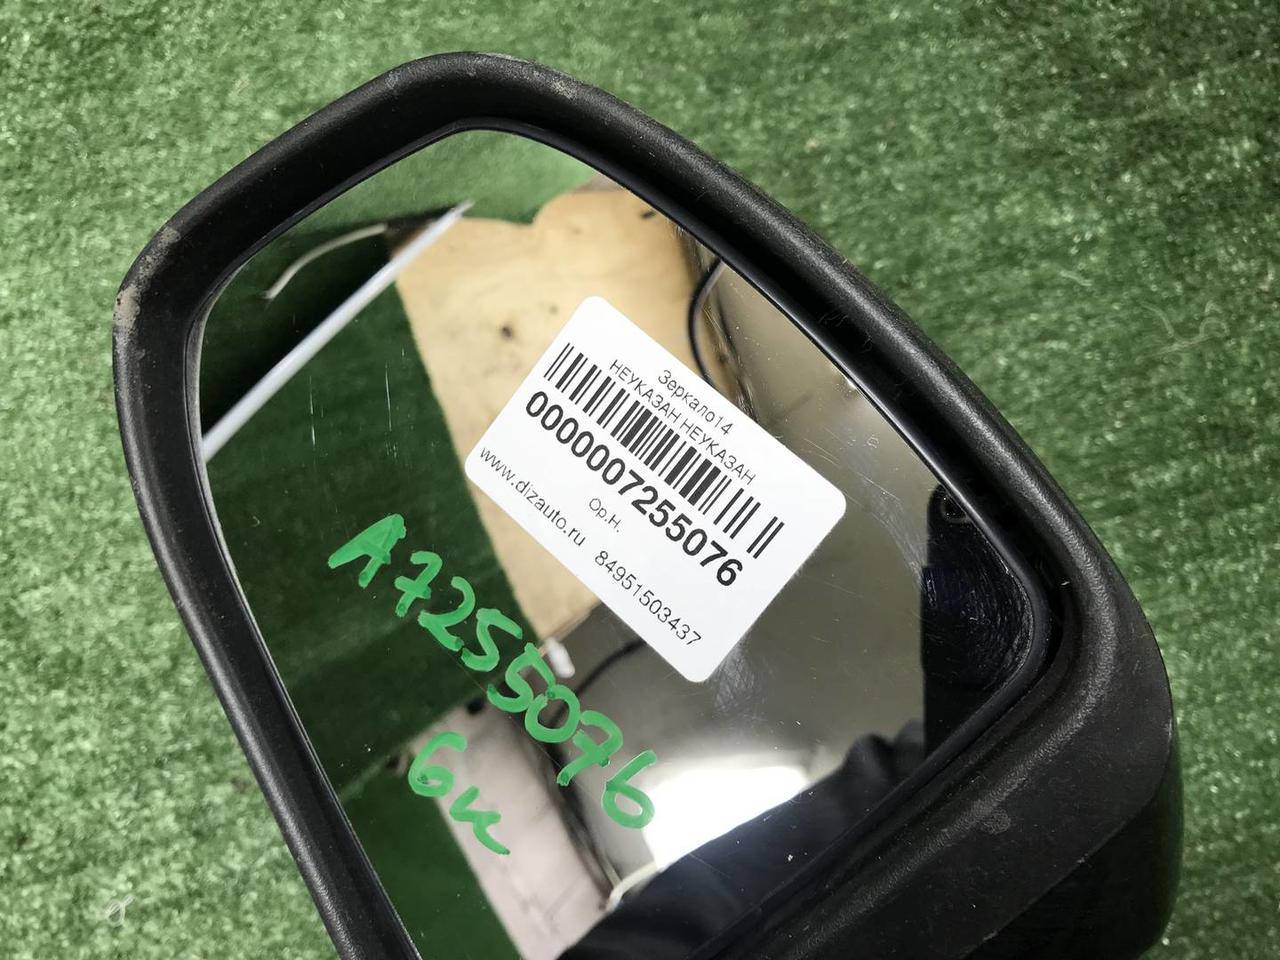 Зеркало14
НЕУКАЗАН НЕУКАЗАН
0000007255076
Ор.Н.
www.dizauto.ru 84951503437
A7255076
6к